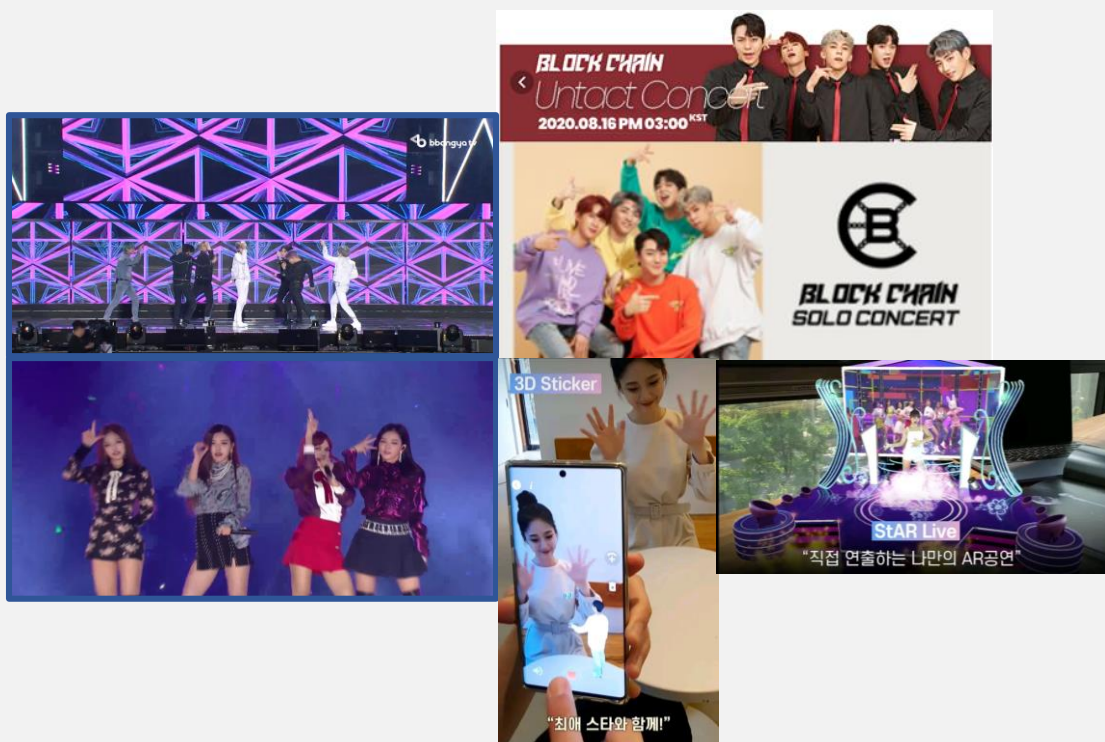 BLOCK CHAIN
Untact Concert
2020.08.16 PM 03:00 KST
bbangya tv
B
BLOCK CHAIN
SOLO CONCERT
3D Sticker
StAR Live
“직접 연출하는 나만의 AR공연”
“최애 스타와 함께!”